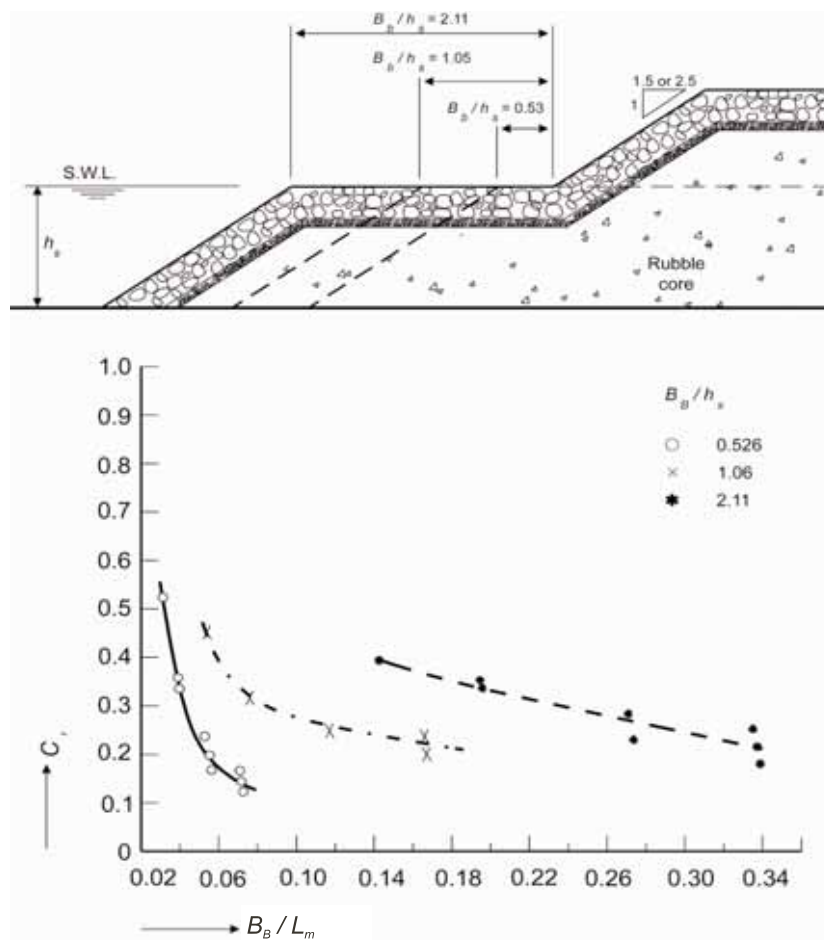 B_b / h_s = 2.11
B_b / h_s = 1.05
B_b / h_s = 0.53
1.5 or 2.5
1
S.W.L.
h_s
Rubble
core
1.0
0.9
0.8
0.7
0.6
0.5
0.4
0.3
0.2
0.1
0
C_r
B_B / h_s
0.526
1.06
2.11
0.02 0.06 0.10 0.14 0.18 0.22 0.26 0.30 0.34
B_B / L_m